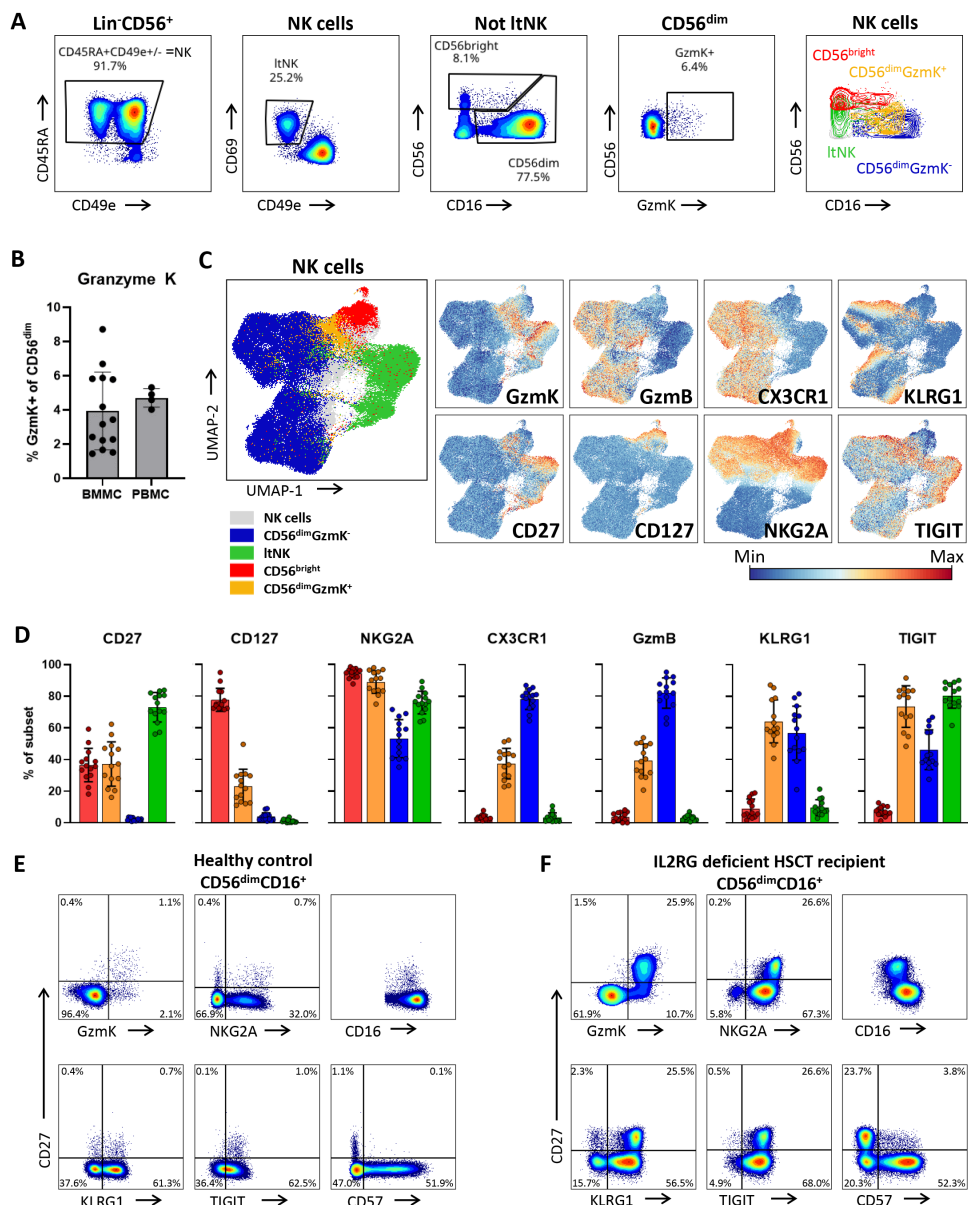 A
Lin-CD56+
NK cells
Not ltNK
CD56dim
NK cells
CD45RA+CD49e+/- =NK
91.7%
ltNK
25.2%
CD56bright
8.1%
CD56dim
77.5%
GzmK+
6.4%
CD56bright
CD56dimGzmK+
ltNK
CD56dimGzmK-
CD45RA
CD69
CD56
CD56
CD56
CD49e
CD49e
CD16
GzmK
CD16
B
Granzyme K
% GzmK+ of CD56dim
10
8
6
4
2
0
BMMC PBMC
C
NK cells
UMAP-2
UMAP-1
NK cells
CD56dimGzmK-
ltNK
CD56bright
CD56dimGzmK+
GzmK
GzmB
CX3CR1
KLRG1
CD27
CD127
NKG2A
TIGIT
Min
Max
D
CD27
CD127
NKG2A
CX3CR1
GzmB
KLRG1
TIGIT
% of subset
100
80
60
40
20
0
E
Healthy control
CD56dimCD16+
0.4% 1.1%
96.4% 2.1%
GzmK
0.4% 0.7%
66.9% 32.0%
NKG2A
CD16
CD27
0.4% 0.7%
37.6% 61.3%
KLRG1
0.1% 1.0%
36.4% 62.5%
TIGIT
1.1% 0.1%
47.0% 51.9%
CD57
F
IL2RG deficient HSCT recipient
CD56dimCD16+
1.5% 25.9%
61.9% 10.7%
GzmK
0.2% 26.6%
5.8% 67.3%
NKG2A
CD16
CD27
2.3% 25.5%
15.7% 56.5%
KLRG1
0.5% 26.6%
4.9% 68.0%
TIGIT
23.7% 3.8%
20.3% 52.3%
CD57